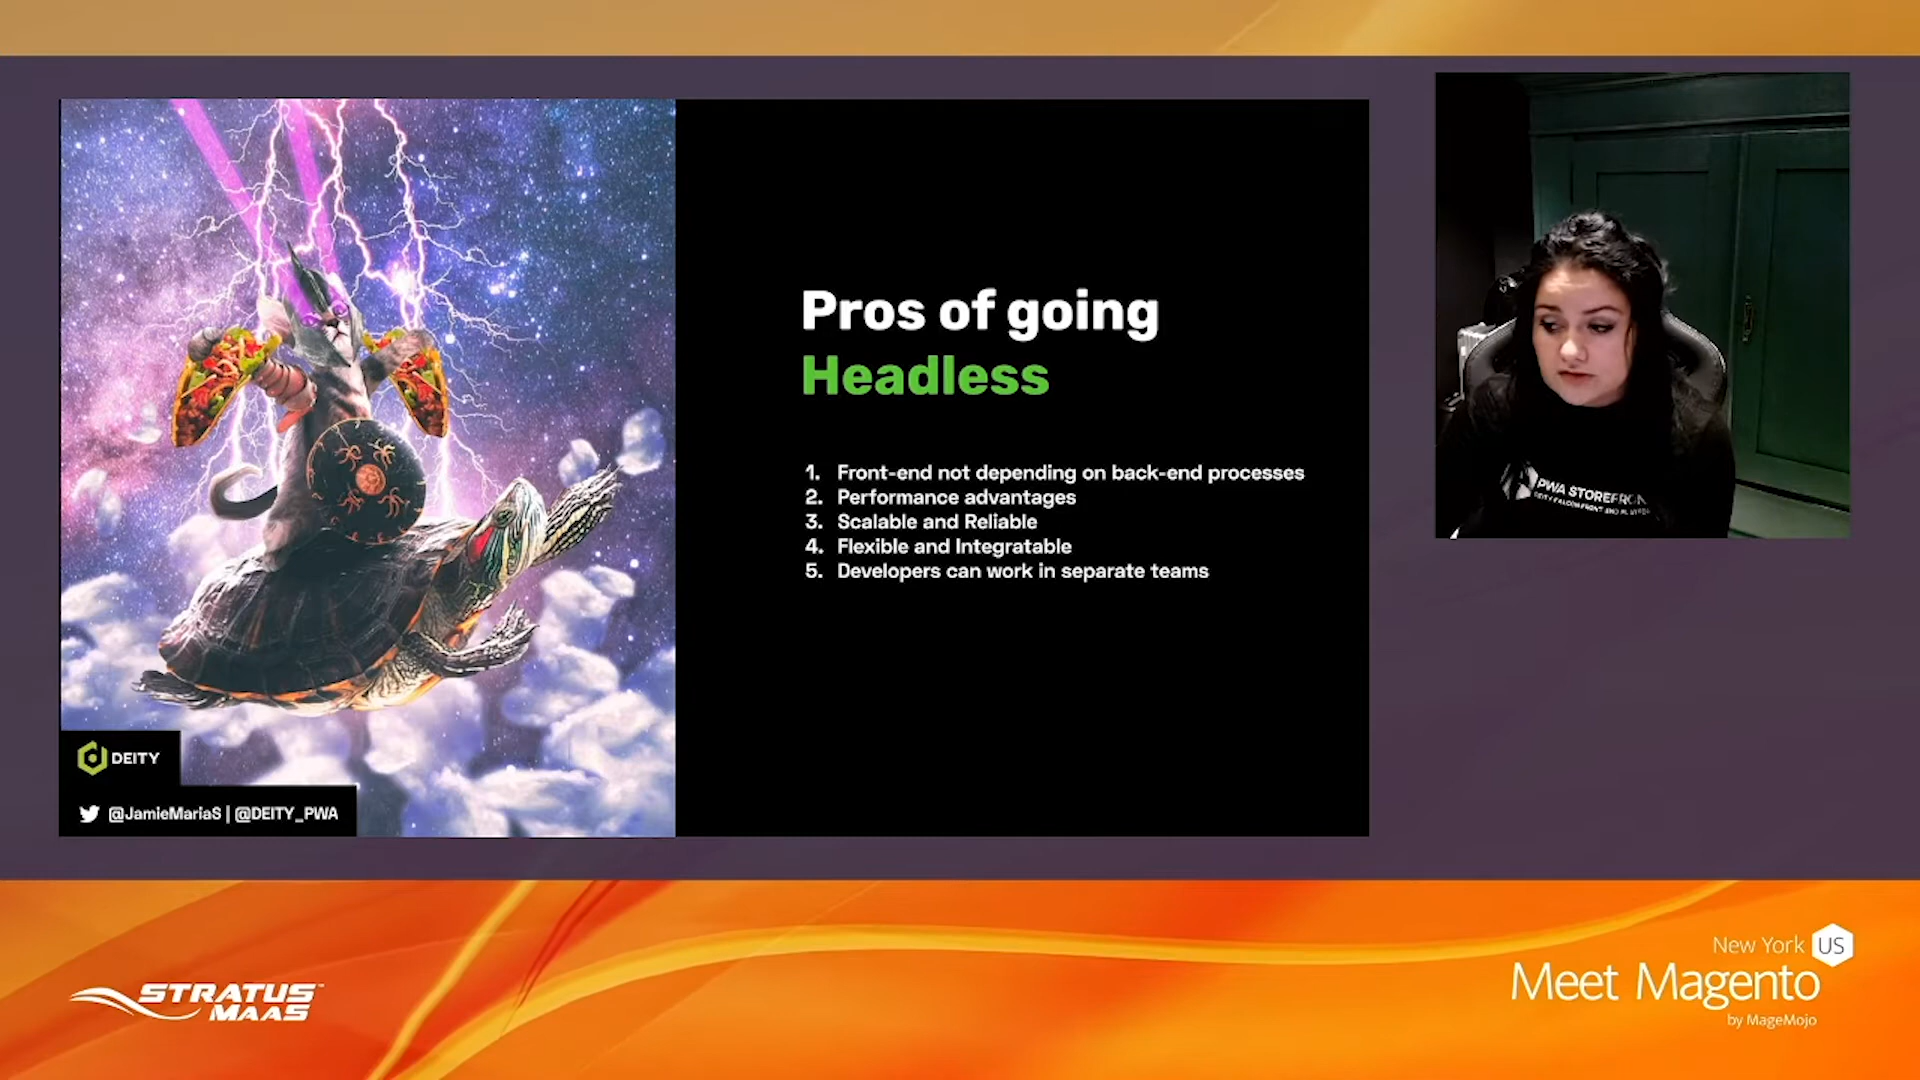 Pros of going
Headless
1. Front-end not depending on back-end processes
2. Performance advantages
3. Scalable and Reliable
4. Flexible and Integratable
5. Developers can work in separate teams
DEITY
@JamieMariaS | @DEITY_PWA
PWA STOREFRONT
STRATUS™
MAAS
New York US
Meet Magento
by MageMojo